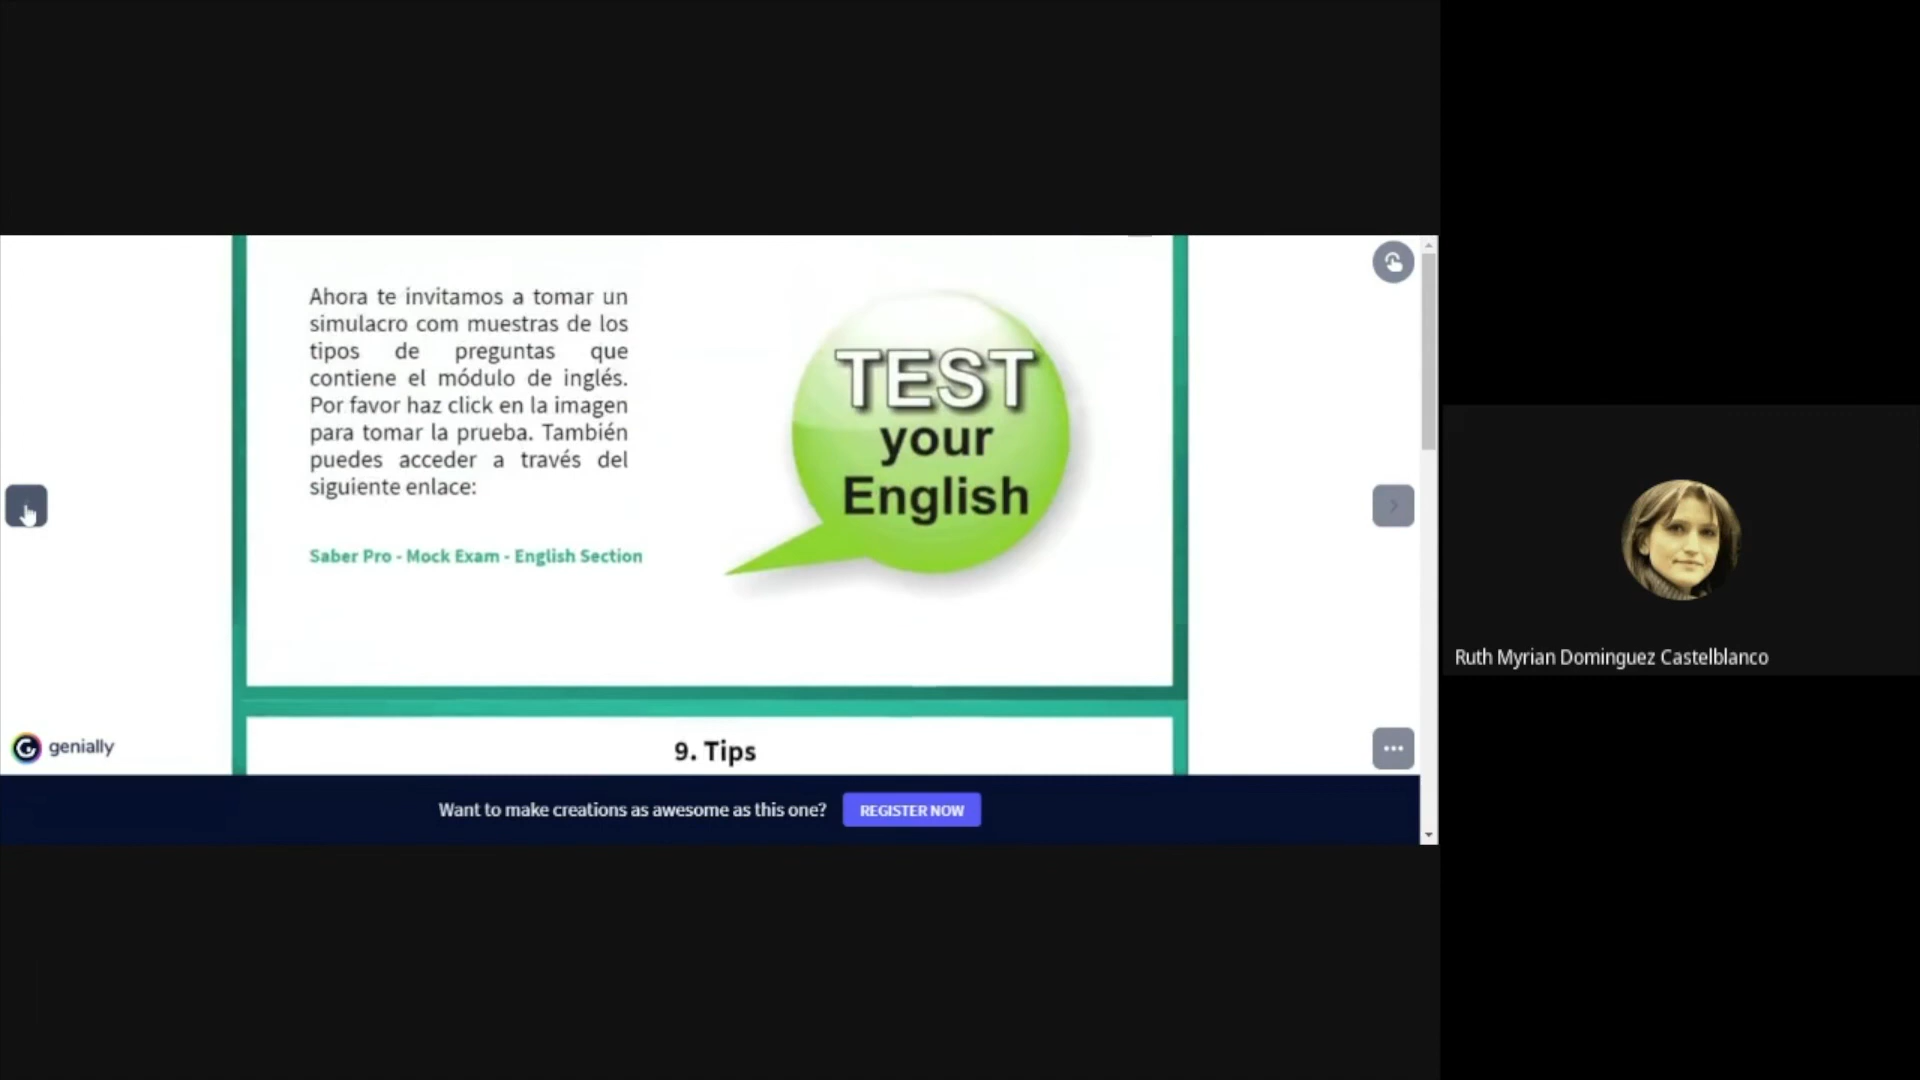 Ahora te invitamos a tomar un
simulacro com muestras de los
tipos de preguntas que
contiene el módulo de inglés.
Por favor haz click en la imagen
para tomar la prueba. También
puedes acceder a través del
siguiente enlace:
Saber Pro - Mock Exam - English Section
TEST
your
English
9. Tips
genially
Want to make creations as awesome as this one?
REGISTER NOW
Ruth Myrian Dominguez Castelblanco